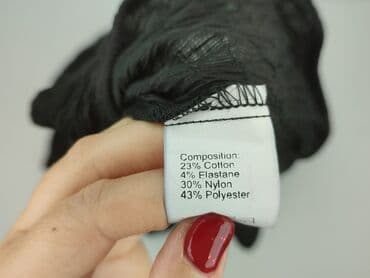 Composition:
23% Cotton
4% Elastane
30% Nylon
43% Polyester